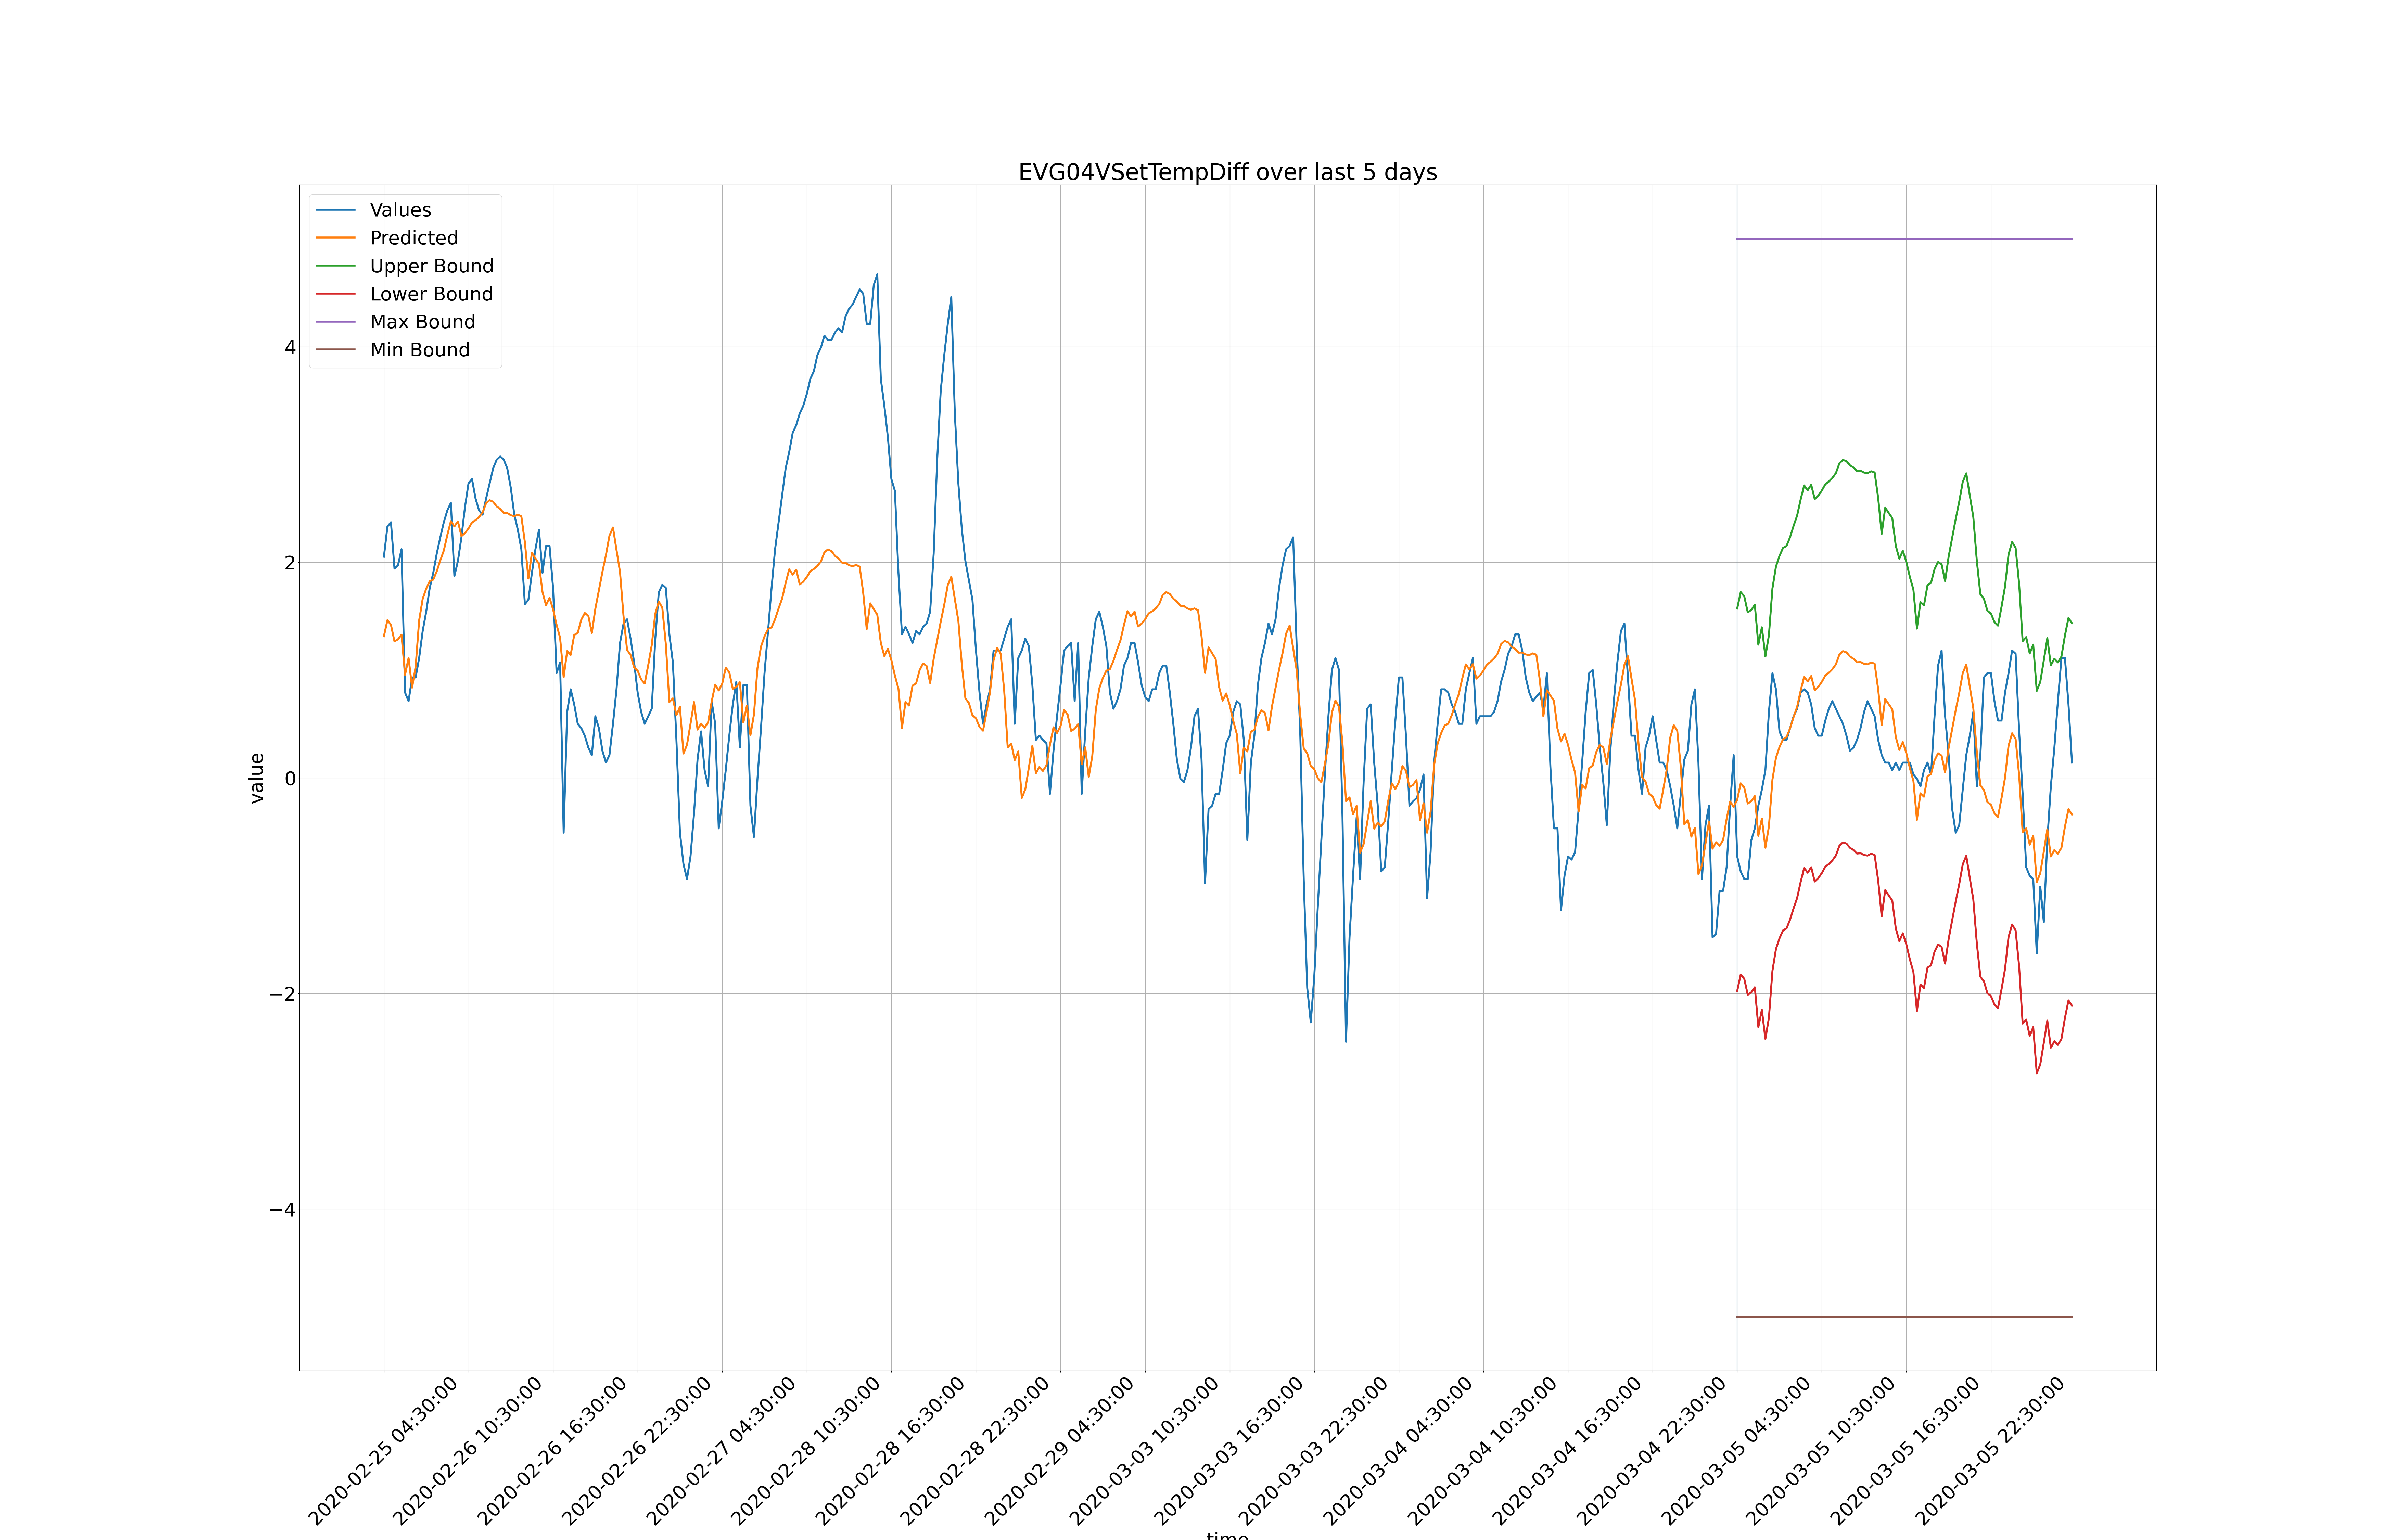 EVG04VSetTempDiff over last 5 days
Values
Predicted
Upper Bound
Lower Bound
Max Bound
Min Bound
value
4
2
0
−2
−4
2020-02-25 04:30:00
2020-02-26 10:30:00
2020-02-26 16:30:00
2020-02-26 22:30:00
2020-02-27 04:30:00
2020-02-28 10:30:00
2020-02-28 16:30:00
2020-02-28 22:30:00
2020-02-29 04:30:00
2020-03-03 10:30:00
2020-03-03 16:30:00
2020-03-03 22:30:00
2020-03-04 04:30:00
2020-03-04 10:30:00
2020-03-04 16:30:00
2020-03-04 22:30:00
2020-03-05 04:30:00
2020-03-05 10:30:00
2020-03-05 16:30:00
2020-03-05 22:30:00
time